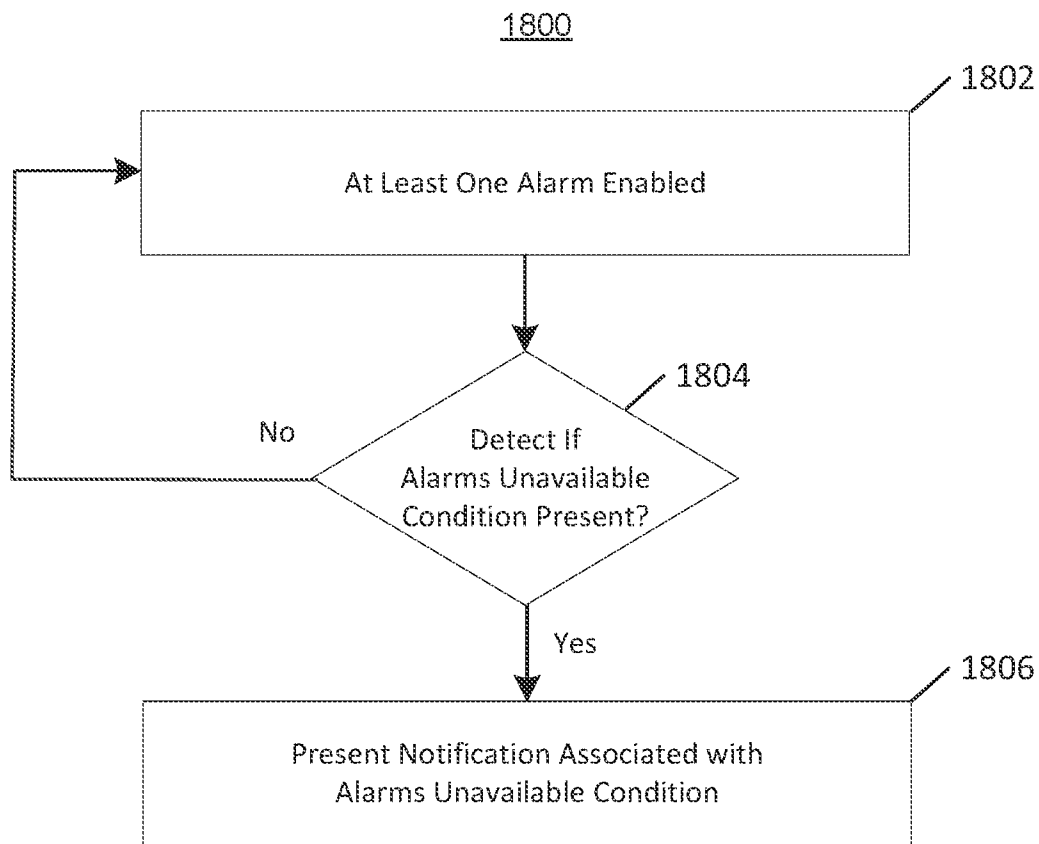 1800
1802
At Least One Alarm Enabled
1804
No
Detect If
Alarms Unavailable
Condition Present?
Yes
1806
Present Notification Associated with
Alarms Unavailable Condition